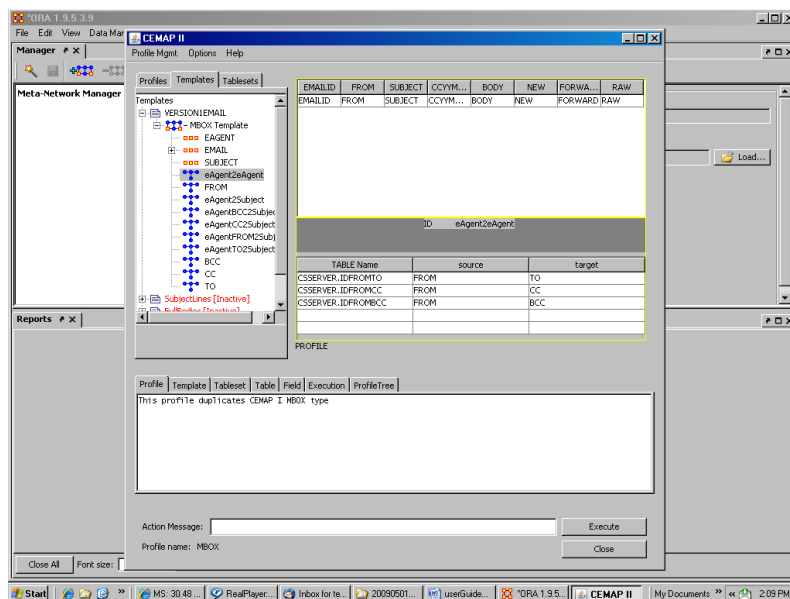 *ORA 1.9.5.3.9
File Edit View Data Mar
Manager
Meta-Network Manager
Load...
Reports
Close All Font size:
CEMAP II
Profile Mgmt. Options Help
Profiles Templates Tablesets
Templates
VERSION1EMAIL
- MBOX Template
EAGENT
EMAIL
SUBJECT
eAgent2eAgent
FROM
eAgent2Subject
eAgentBCC2Subjec
eAgentCC2Subject
eAgentFROM2Subj
eAgentTO2Subject
BCC
CC
TO
SubjectLines [Inactive]
EMAILID FROM SUBJECT CCYYM... BODY NEW FORWA... RAW
EMAILID FROM SUBJECT CCYYM... BODY NEW FORWARD RAW
ID eAgent2eAgent
TABLE Name source target
CSSERVER.IDFROMTO FROM TO
CSSERVER.IDFROMCC FROM CC
CSSERVER.IDFROMBCC FROM BCC
PROFILE
Profile Template Tableset Table Field Execution ProfileTree
This profile duplicates CEMAP I MBOX type
Action Message: Execute
Profile name: MBOX Close
Start MS: 30.48 ... RealPlayer... Inbox for te... 20090501... userGuide... *ORA 1.9.5... CEMAP II My Documents 2:09 PM